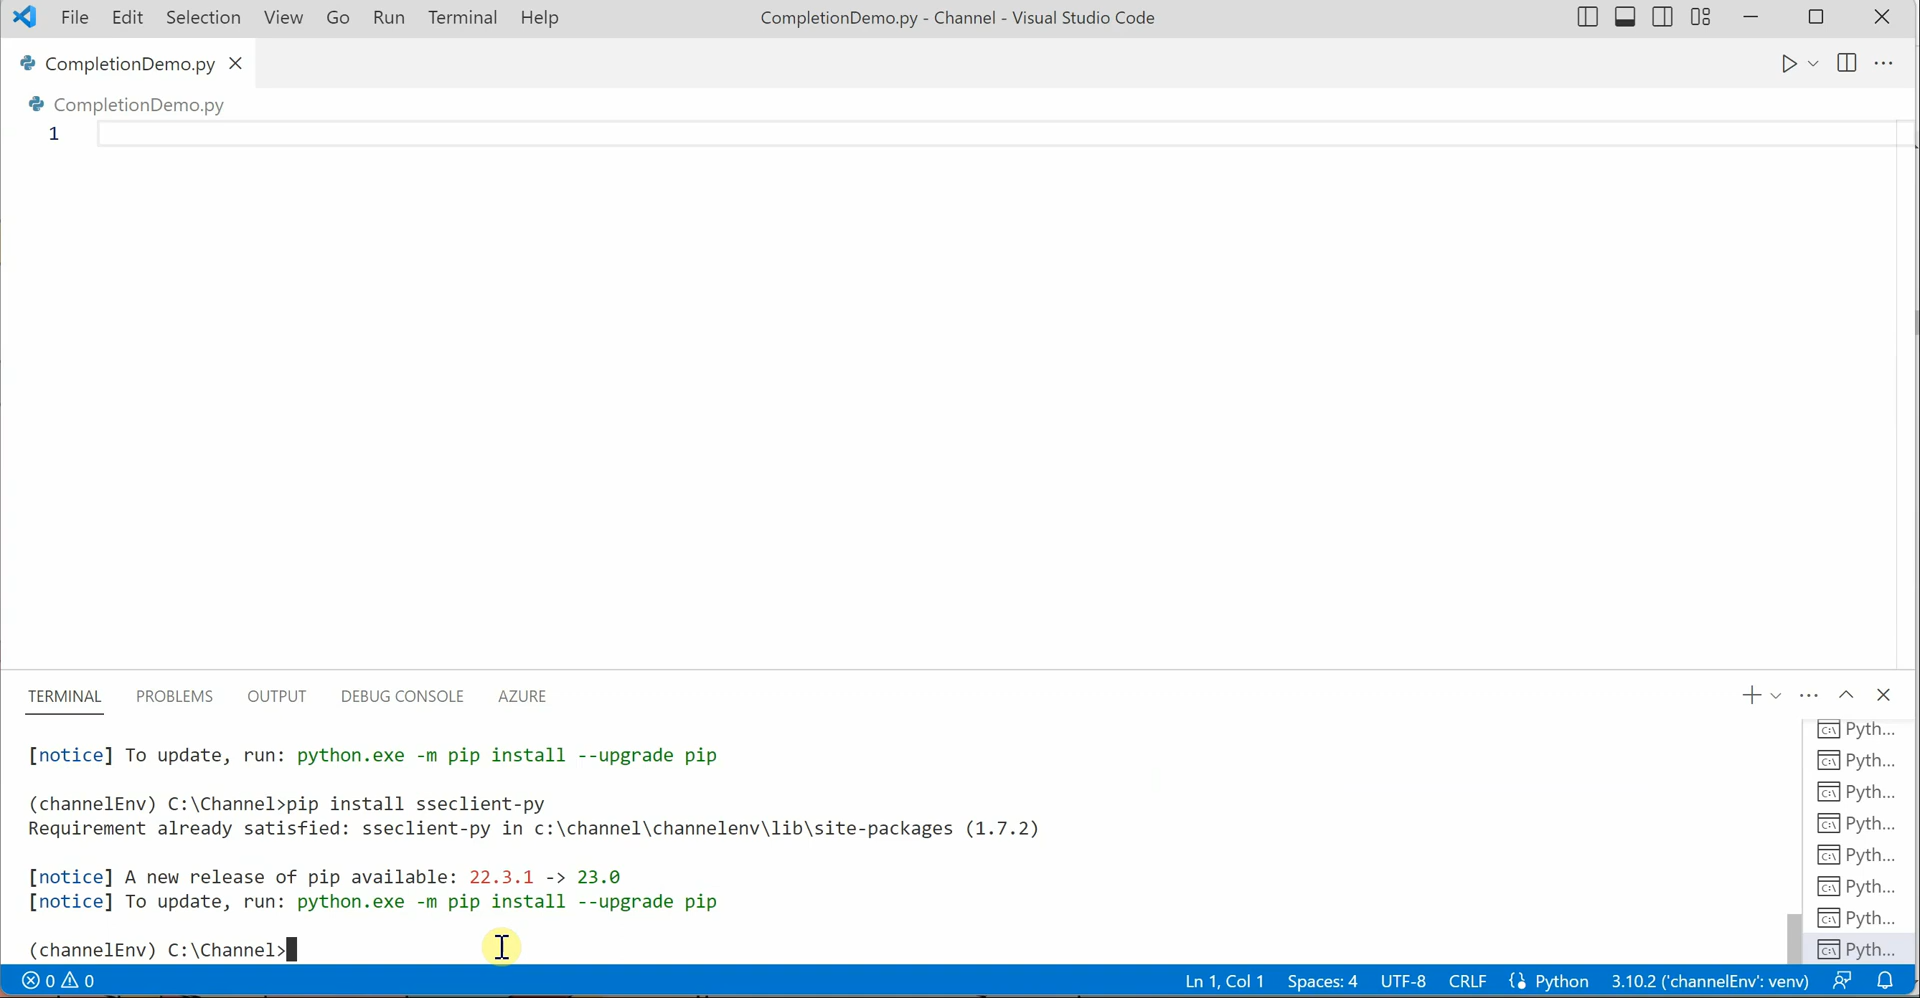 File Edit Selection View Go Run Terminal Help CompletionDemo.py - Channel - Visual Studio Code
CompletionDemo.py
CompletionDemo.py
1
TERMINAL PROBLEMS OUTPUT DEBUG CONSOLE AZURE
[notice] To update, run: python.exe -m pip install --upgrade pip
(channelEnv) C:\Channel>pip install sseclient-py
Requirement already satisfied: sseclient-py in c:\channel\channelenv\lib\site-packages (1.7.2)
[notice] A new release of pip available: 22.3.1 -> 23.0
[notice] To update, run: python.exe -m pip install --upgrade pip
(channelEnv) C:\Channel>
Pyth...
Pyth...
Pyth...
Pyth...
Pyth...
Pyth...
Pyth...
Pyth...
0 0 Ln 1, Col 1 Spaces: 4 UTF-8 CRLF Python 3.10.2 ('channelEnv': venv)